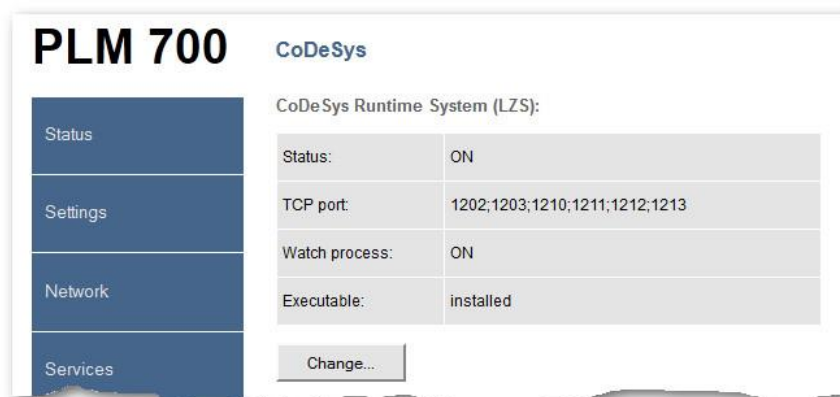 PLM 700
CoDeSys
CoDeSys Runtime System (LZS):
Status
Settings
Network
Services
Status: ON
TCP port: 1202;1203;1210;1211;1212;1213
Watch process: ON
Executable: installed
Change...